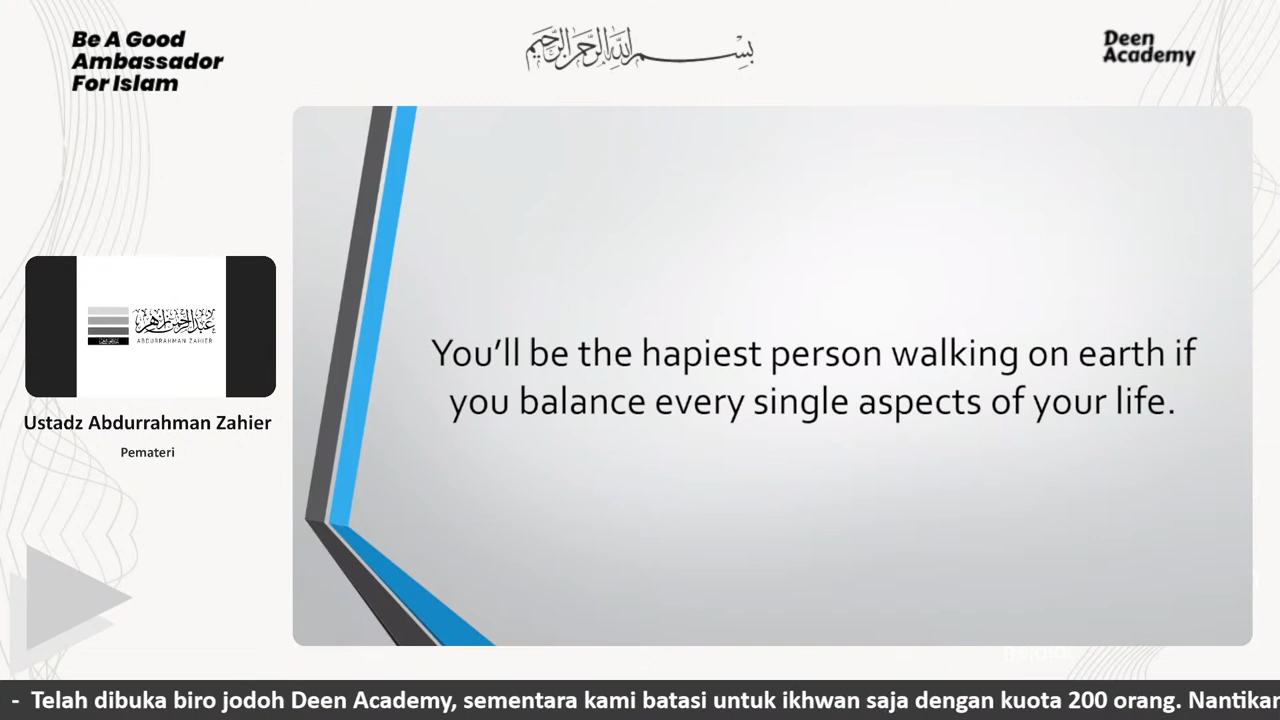 Be A Good
Ambassador
For Islam
بسم الله الرحمن الرحيم
Deen
Academy
You’ll be the hapiest person walking on earth if
you balance every single aspects of your life.
عبدالرحمن زاهر
ABDURRAHMAN ZAHIER
Ustadz Abdurrahman Zahier
Pemateri
- Telah dibuka biro jodoh Deen Academy, sementara kami batasi untuk ikhwan saja dengan kuota 200 orang. Nantikan